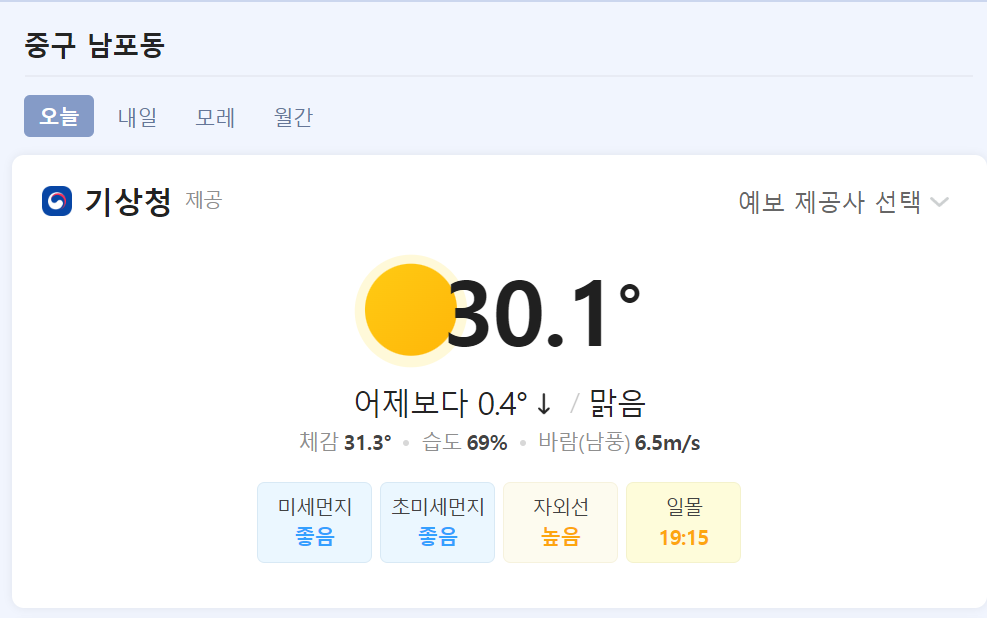 중구 남포동
오늘 내일 모레 월간
기상청 제공 예보 제공사 선택
30.1°
어제보다 0.4° ↓ / 맑음
체감 31.3° • 습도 69% • 바람(남풍) 6.5m/s
미세먼지 초미세먼지 자외선 일몰
좋음 좋음 높음 19:15